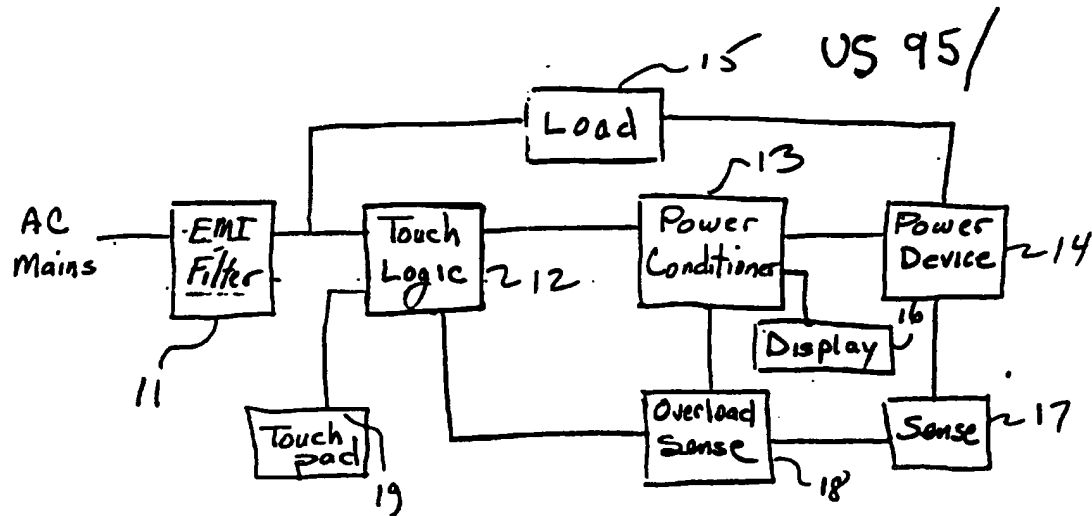 US 95/
15
Load
13
AC
Mains
EMI
Filter
Touch
Logic
12
Power
Conditioner
Power
Device
14
16
Display
11
Touch
pad
19
Overload
Sense
18
Sense
17